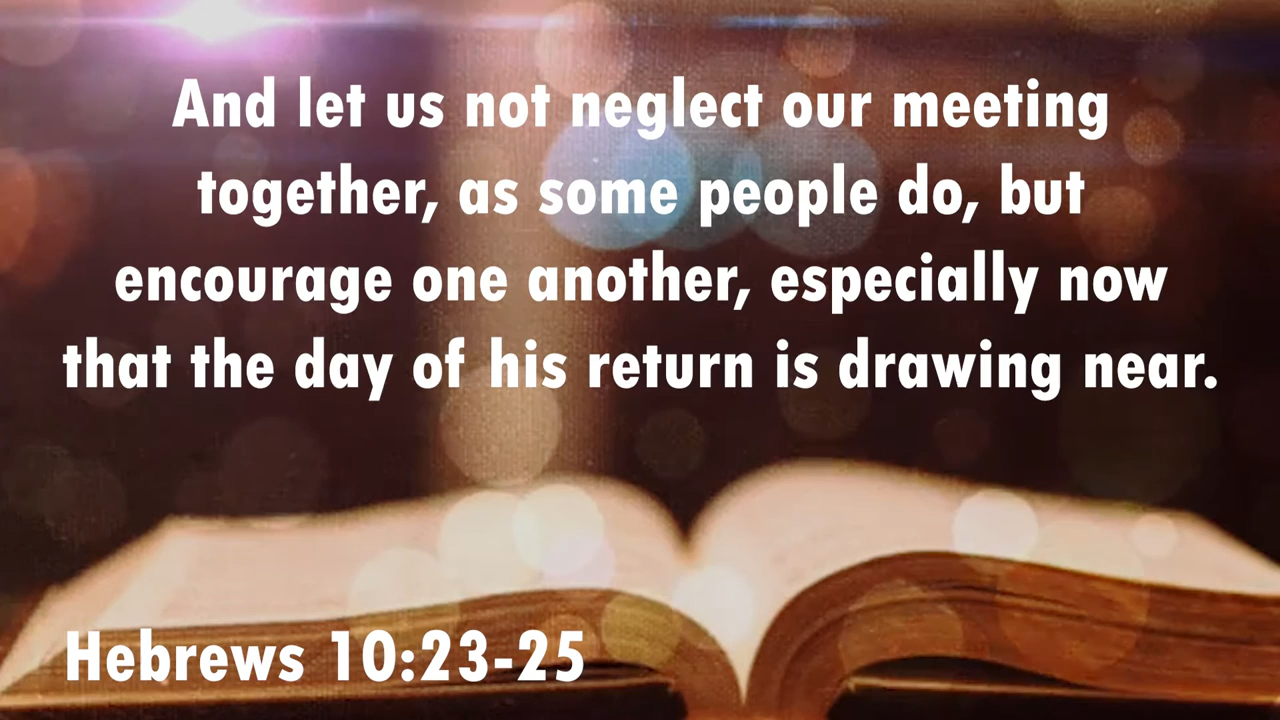 And let us not neglect our meeting
together, as some people do, but
encourage one another, especially now
that the day of his return is drawing near.
Hebrews 10:23-25